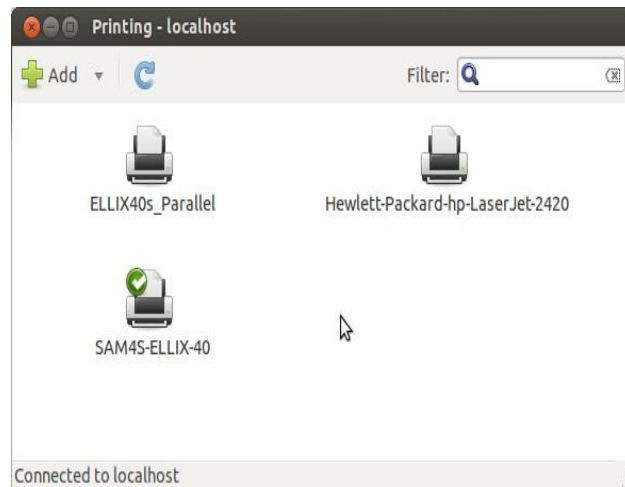 Printing - localhost
Add Filter:
ELLIX40s_Parallel Hewlett-Packard-hp-LaserJet-2420
SAM4S-ELLIX-40
Connected to localhost